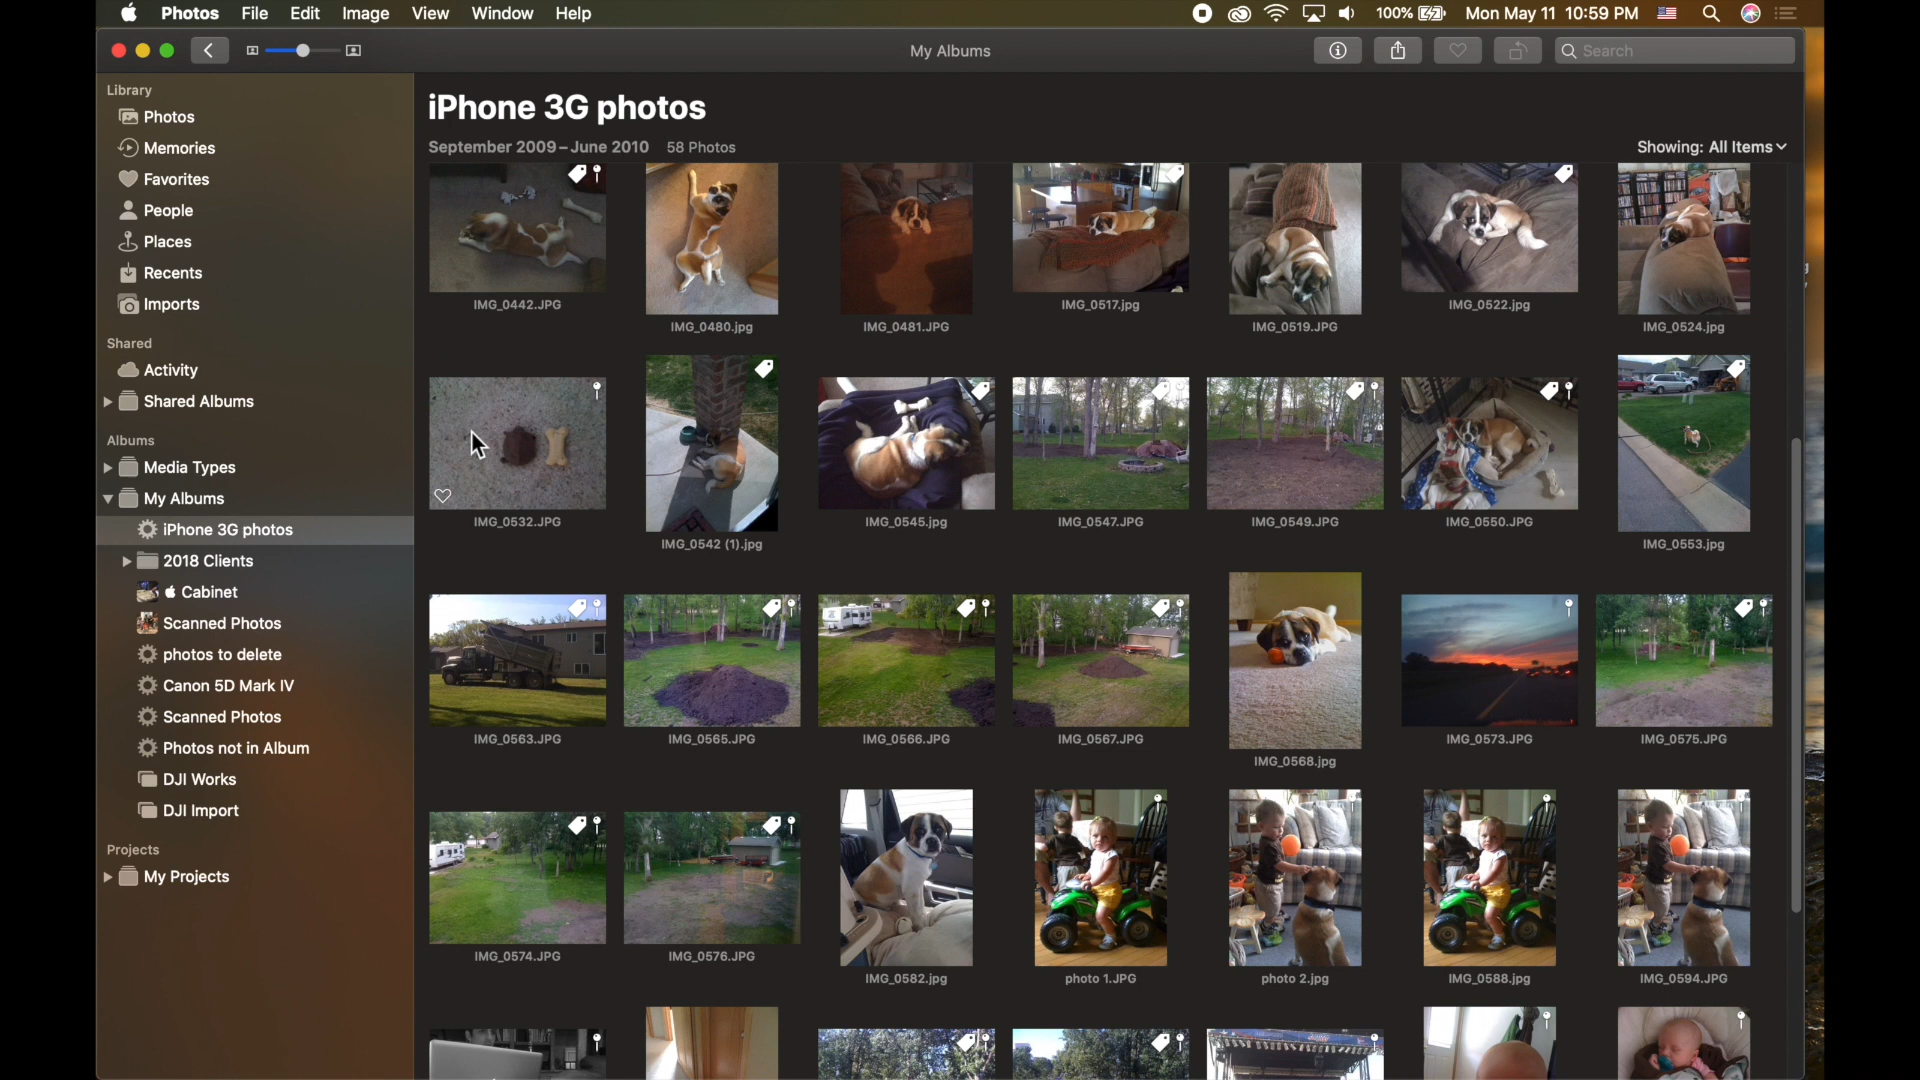 Photos File Edit Image View Window Help
100% Mon May 11 10:59 PM
My Albums
Search
Library
Photos
Memories
Favorites
People
Places
Recents
Imports
Shared
Activity
Shared Albums
Albums
Media Types
My Albums
iPhone 3G photos
2018 Clients
Cabinet
Scanned Photos
photos to delete
Canon 5D Mark IV
Scanned Photos
Photos not in Album
DJI Works
DJI Import
Projects
My Projects
iPhone 3G photos
September 2009–June 2010 58 Photos
Showing: All Items
IMG_0442.JPG
IMG_0480.jpg
IMG_0481.JPG
IMG_0517.jpg
IMG_0519.JPG
IMG_0522.jpg
IMG_0524.jpg
IMG_0532.JPG
IMG_0542 (1).jpg
IMG_0545.jpg
IMG_0547.JPG
IMG_0549.JPG
IMG_0550.JPG
IMG_0553.jpg
IMG_0563.JPG
IMG_0565.JPG
IMG_0566.JPG
IMG_0567.JPG
IMG_0568.jpg
IMG_0573.JPG
IMG_0575.JPG
IMG_0574.JPG
IMG_0576.JPG
IMG_0582.jpg
photo 1.JPG
photo 2.jpg
IMG_0588.jpg
IMG_0594.JPG